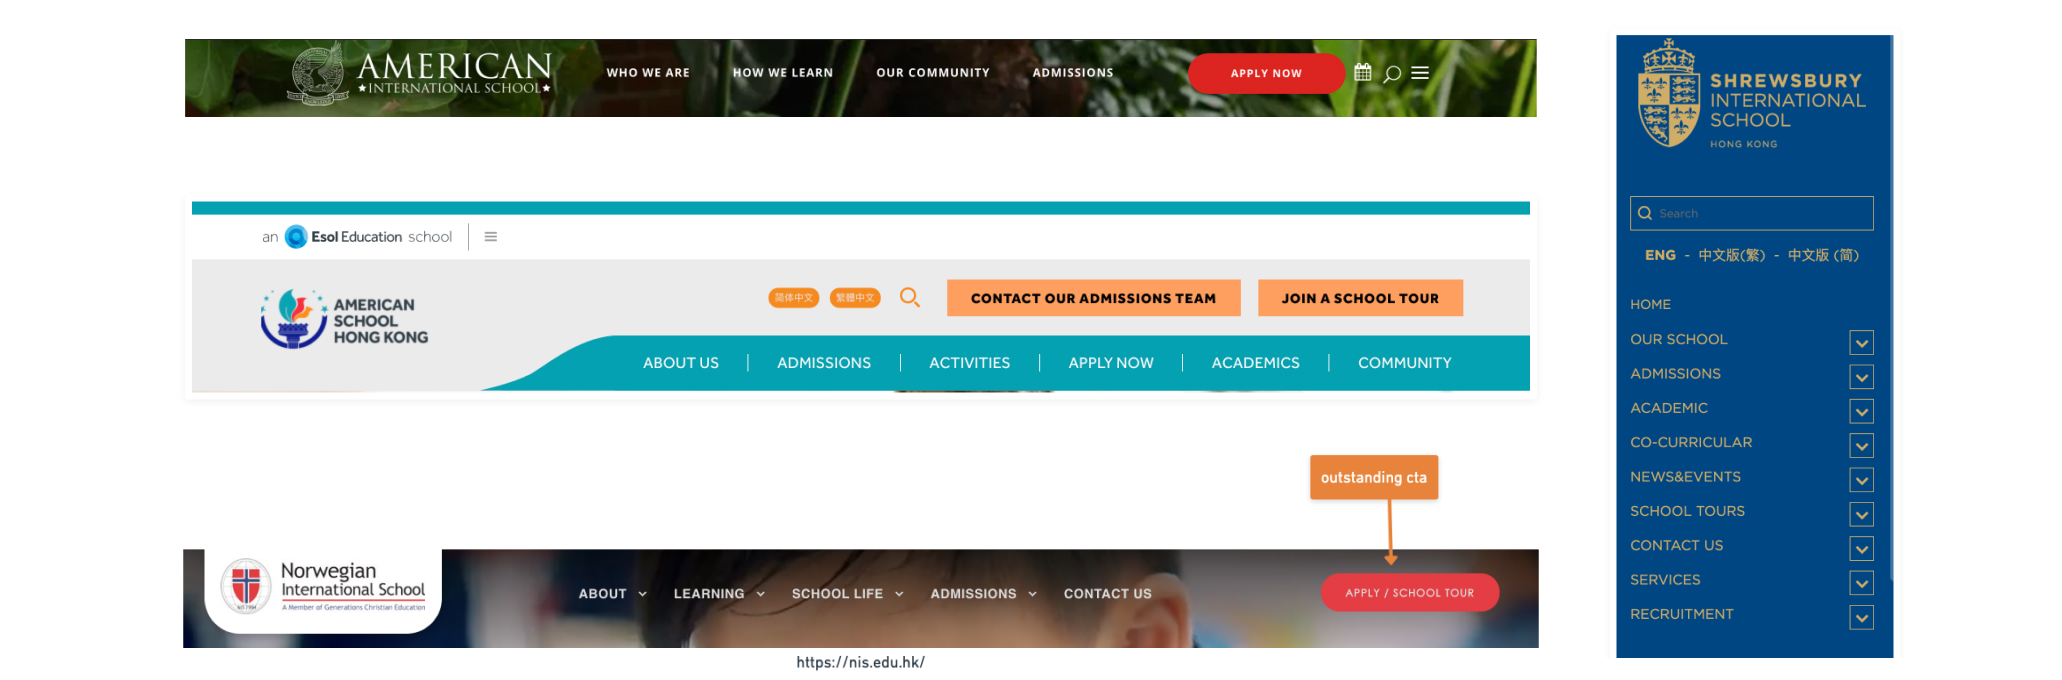 AMERICAN
★INTERNATIONAL SCHOOL★
WHO WE ARE
HOW WE LEARN
OUR COMMUNITY
ADMISSIONS
APPLY NOW
an Esol Education school
AMERICAN
SCHOOL
HONG KONG
简体中文
繁體中文
CONTACT OUR ADMISSIONS TEAM
JOIN A SCHOOL TOUR
ABOUT US
ADMISSIONS
ACTIVITIES
APPLY NOW
ACADEMICS
COMMUNITY
outstanding cta
Norwegian
International School
A Member of Generations Christian Education
ABOUT
LEARNING
SCHOOL LIFE
ADMISSIONS
CONTACT US
APPLY / SCHOOL TOUR
https://nis.edu.hk/
SHREWSBURY
INTERNATIONAL
SCHOOL
HONG KONG
Search
ENG - 中文版(繁) - 中文版 (简)
HOME
OUR SCHOOL
ADMISSIONS
ACADEMIC
CO-CURRICULAR
NEWS&EVENTS
SCHOOL TOURS
CONTACT US
SERVICES
RECRUITMENT